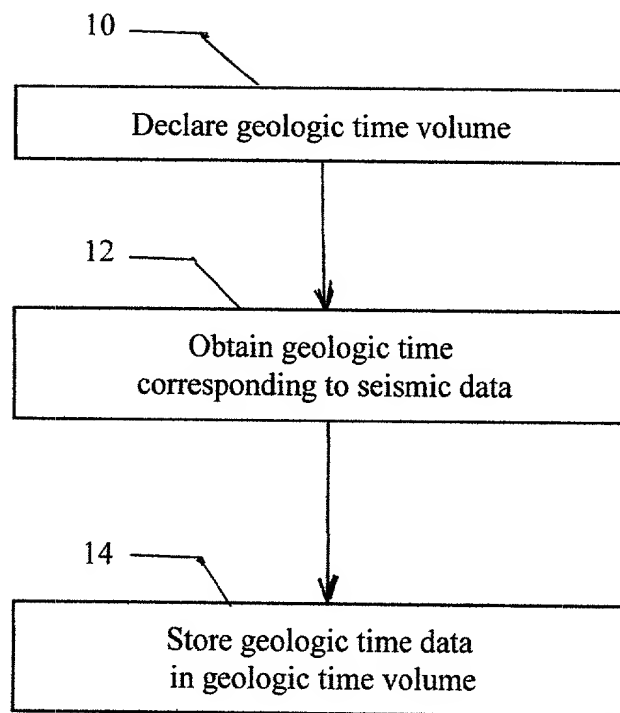 10
Declare geologic time volume
12
Obtain geologic time
corresponding to seismic data
14
Store geologic time data
in geologic time volume